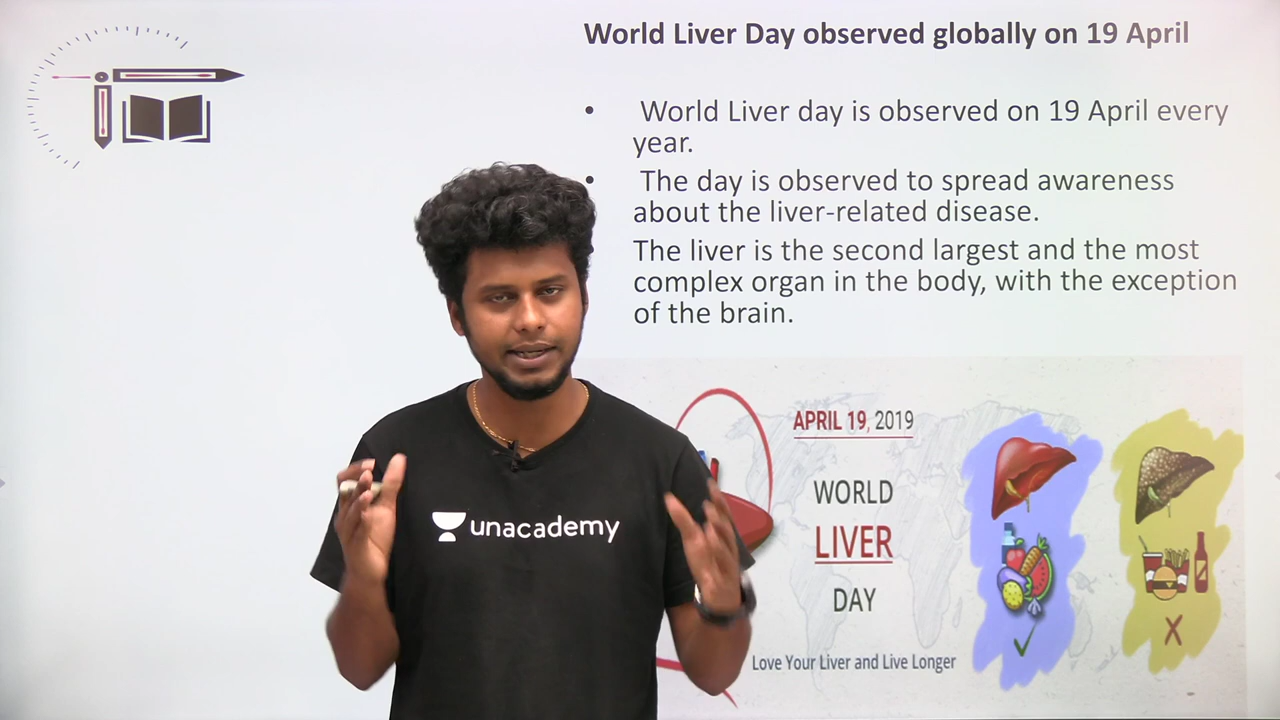 World Liver Day observed globally on 19 April
• World Liver day is observed on 19 April every
year.
• The day is observed to spread awareness
about the liver-related disease.
The liver is the second largest and the most
complex organ in the body, with the exception
of the brain.
APRIL 19, 2019
WORLD
LIVER
DAY
Love Your Liver and Live Longer
unacademy